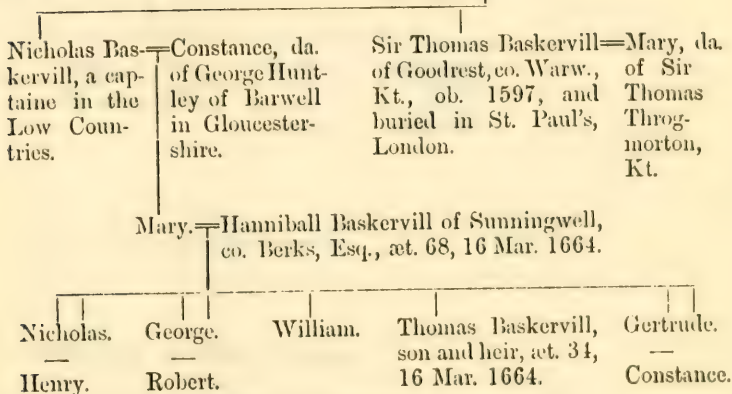 Nicholas Bas-
kervill, a cap-
taine in the
Low Coun-
tries.
Constance, da.
of George Hunt-
ley of Barwell
in Gloucester-
shire.
Sir Thomas Baskervill
of Goodrest, co. Warw.,
Kt., ob. 1597, and
buried in St. Paul's,
London.
Mary, da.
of Sir
Thomas
Throg-
morton,
Kt.
Mary.
Hanniball Baskervill of Sunningwell,
co. Berks, Esq., æt. 68, 16 Mar. 1664.
Nicholas.
—
Henry.
George.
—
Robert.
William.
Thomas Baskervill,
son and heir, æt. 34,
16 Mar. 1664.
Gertrude.
—
Constance.